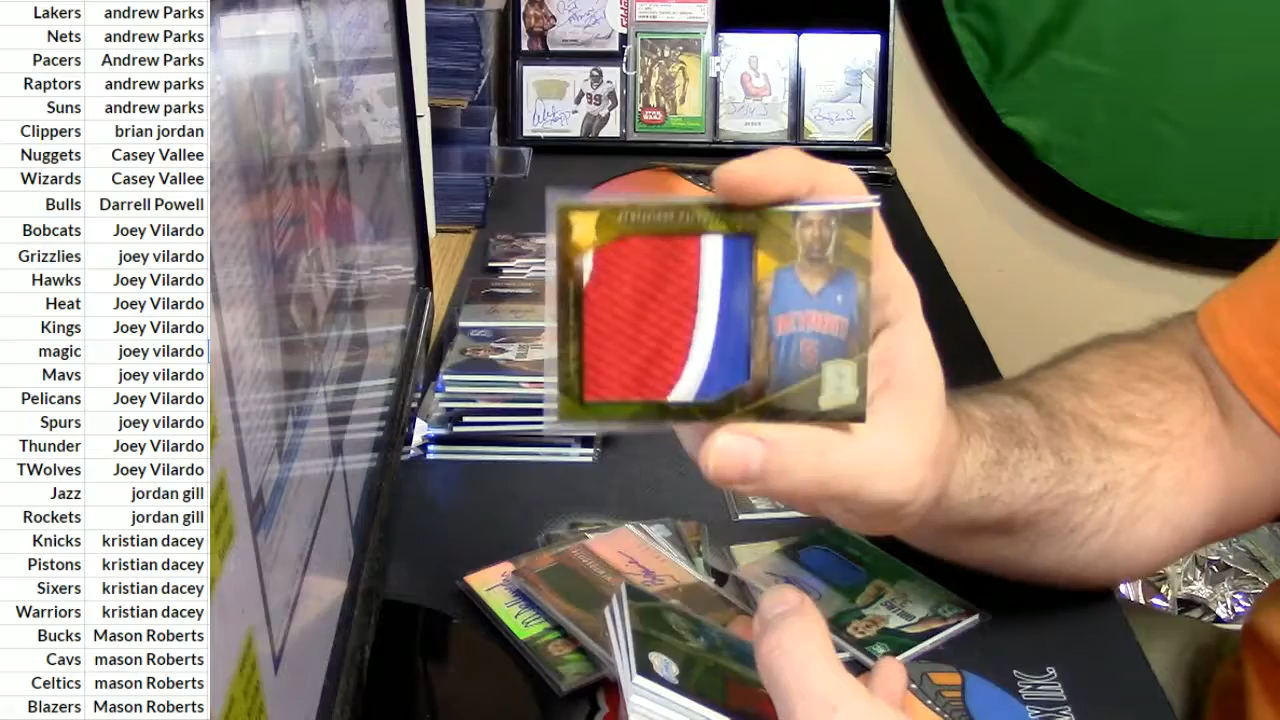 Lakers andrew Parks
Nets andrew Parks
Pacers Andrew Parks
Raptors andrew Parks
Suns andrew parks
Clippers brian jordan
Nuggets Casey Vallee
Wizards Casey Vallee
Bulls Darrell Powell
Bobcats Joey Vilardo
Grizzlies joey vilardo
Hawks Joey Vilardo
Heat Joey Vilardo
Kings Joey Vilardo
magic joey vilardo
Mavs joey vilardo
Pelicans Joey Vilardo
Spurs joey vilardo
Thunder Joey Vilardo
TWolves Joey Vilardo
Jazz jordan gill
Rockets jordan gill
Knicks kristian dacey
Pistons kristian dacey
Sixers kristian dacey
Warriors kristian dacey
Bucks Mason Roberts
Cavs mason Roberts
Celtics mason Roberts
Blazers Mason Roberts
99
STAR
WARS